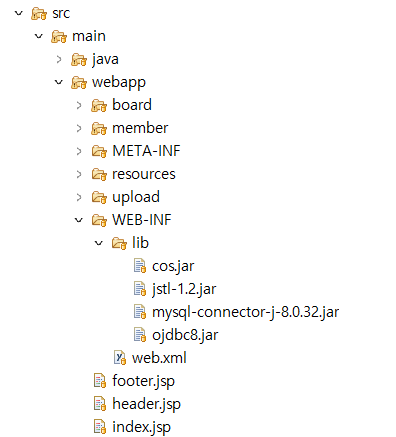 src
main
java
webapp
board
member
META-INF
resources
upload
WEB-INF
lib
cos.jar
jstl-1.2.jar
mysql-connector-j-8.0.32.jar
ojdbc8.jar
web.xml
footer.jsp
header.jsp
index.jsp